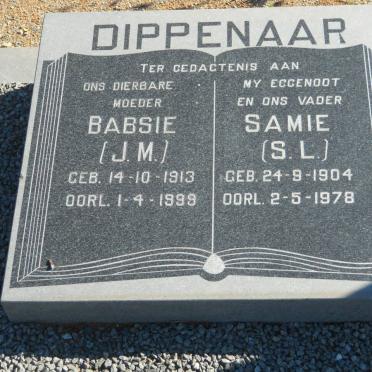 DIPPENAAR
TER GEDAGTENIS AAN
ONS DIERBARE
MOEDER
BABSIE
(J.M.)
GEB. 14-10-1913
OORL. 1-4-1999
MY EGGENOOT
EN ONS VADER
SAMIE
(S.L.)
GEB. 24-9-1904
OORL. 2-5-1978